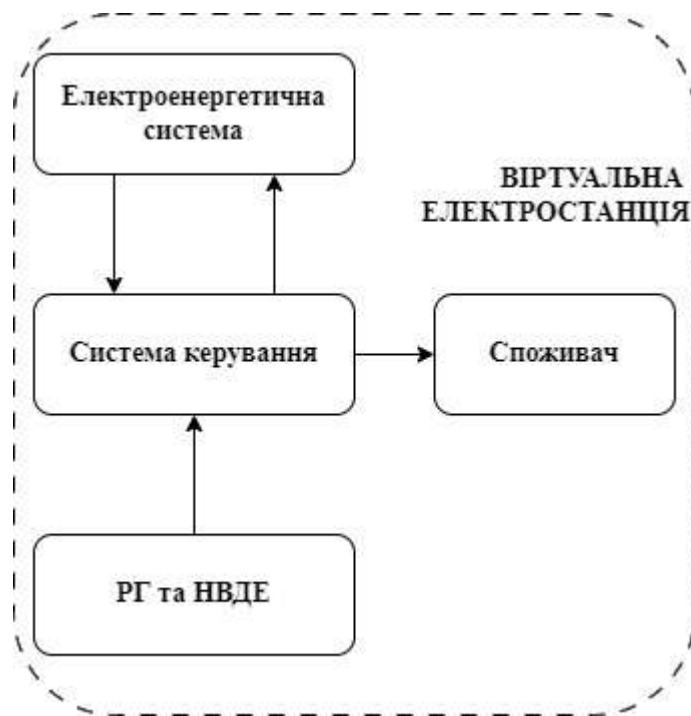 Електроенергетична
система
ВІРТУАЛЬНА
ЕЛЕКТРОСТАНЦІЯ
Система керування
Споживач
РГ та НВДЕ